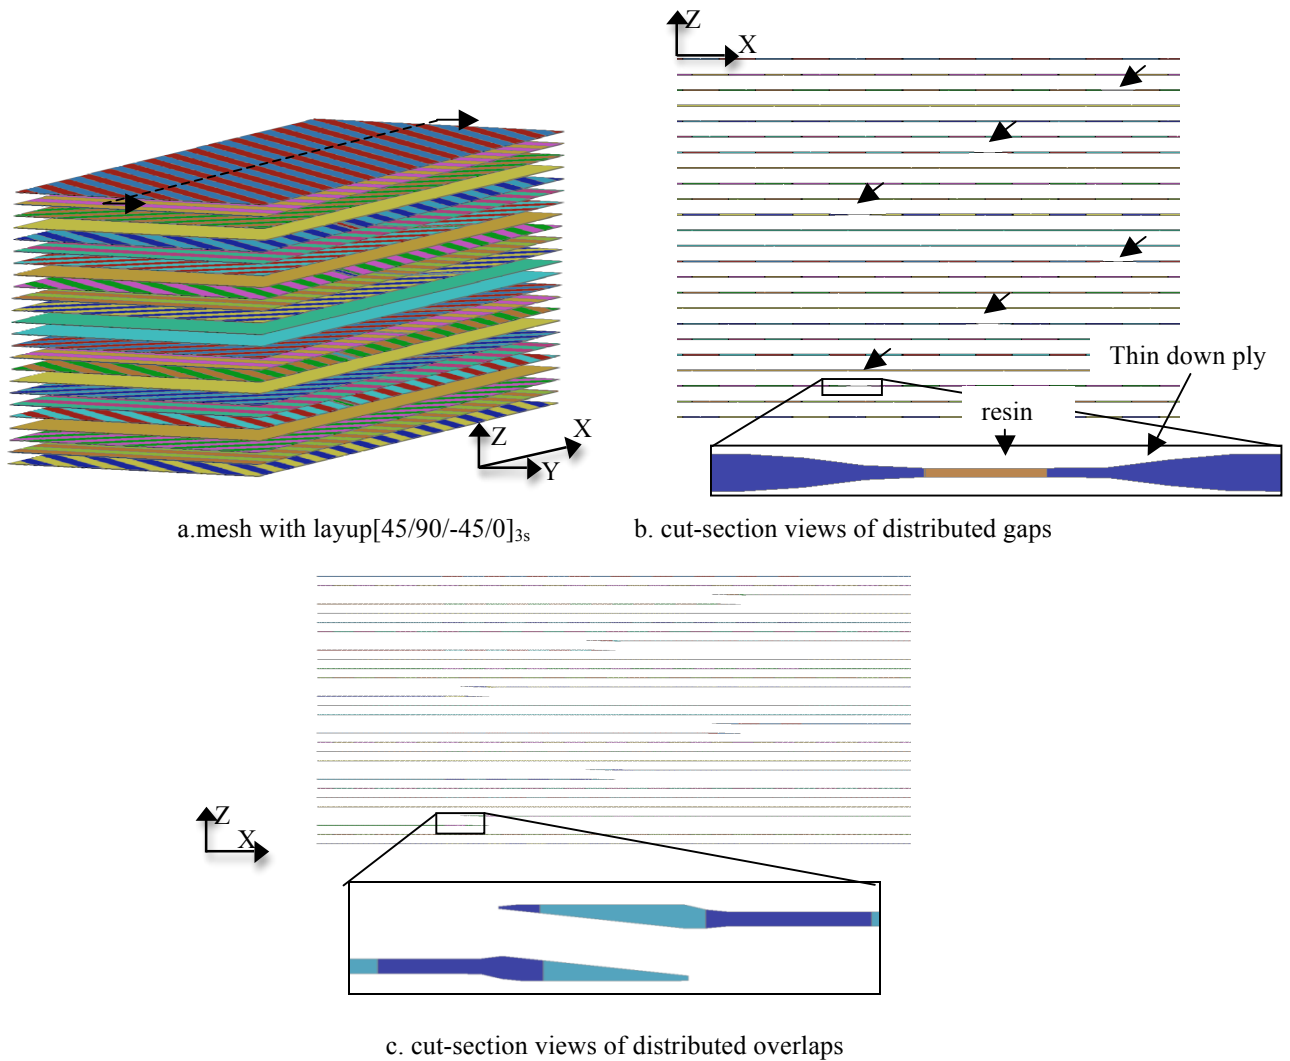 Z
X
Thin down ply
resin
Z
X
Y
a.mesh with layup[45/90/-45/0]3s
b. cut-section views of distributed gaps
Z
X
c. cut-section views of distributed overlaps